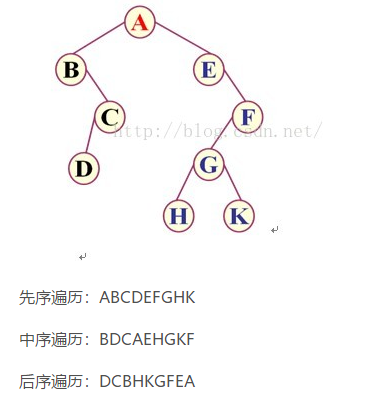 A
B
E
C
F
http://blog.csdn.net/
D
G
H
K
先序遍历：ABCDEFGHK
中序遍历：BDCAEHGKF
后序遍历：DCBHKGFEA